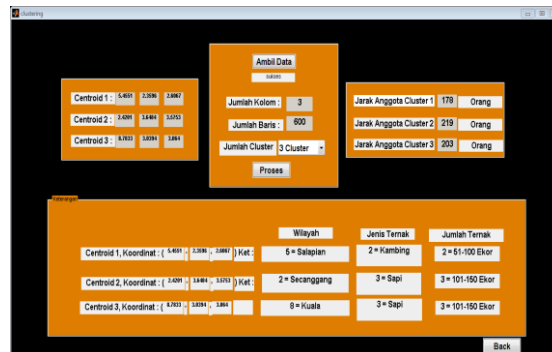 clustering
Ambil Data
sukses
Jumlah Kolom : 3
Jumlah Baris : 600
Jumlah Cluster 3 Cluster
Proses
Centroid 1 : 5.4551 2.3596 2.6067
Centroid 2 : 2.4201 3.6484 3.5753
Centroid 3 : 8.7833 3.0394 3.064
Jarak Anggota Cluster 1 178 Orang
Jarak Anggota Cluster 2 219 Orang
Jarak Anggota Cluster 3 203 Orang
Keterangan
Wilayah Jenis Ternak Jumlah Ternak
Centroid 1, Koordinat : ( 5.4551 , 2.3596 , 2.6067 ) Ket : 5 = Salapian 2 = Kambing 2 = 51-100 Ekor
Centroid 2, Koordinat : ( 2.4201 , 3.6484 , 3.5753 ) Ket : 2 = Secanggang 3 = Sapi 3 = 101-150 Ekor
Centroid 3, Koordinat : ( 8.7833 , 3.0394 , 3.064 8 = Kuala 3 = Sapi 3 = 101-150 Ekor
Back